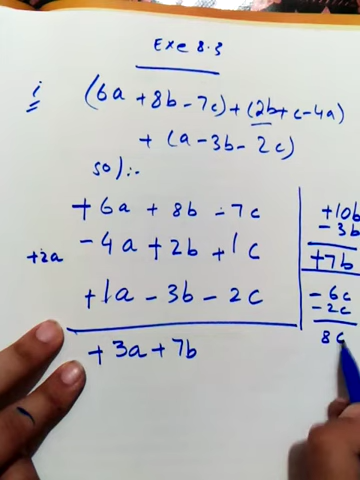 Exe 8.3
i (6a + 8b - 7c) + (2b + c - 4a)
+ (a - 3b - 2c)
sol:-
+6a + 8b - 7c
-4a + 2b + 1c
+2a
+1a - 3b - 2c
+3a + 7b
+10b
-3b
+7b
-6c
-2c
8c